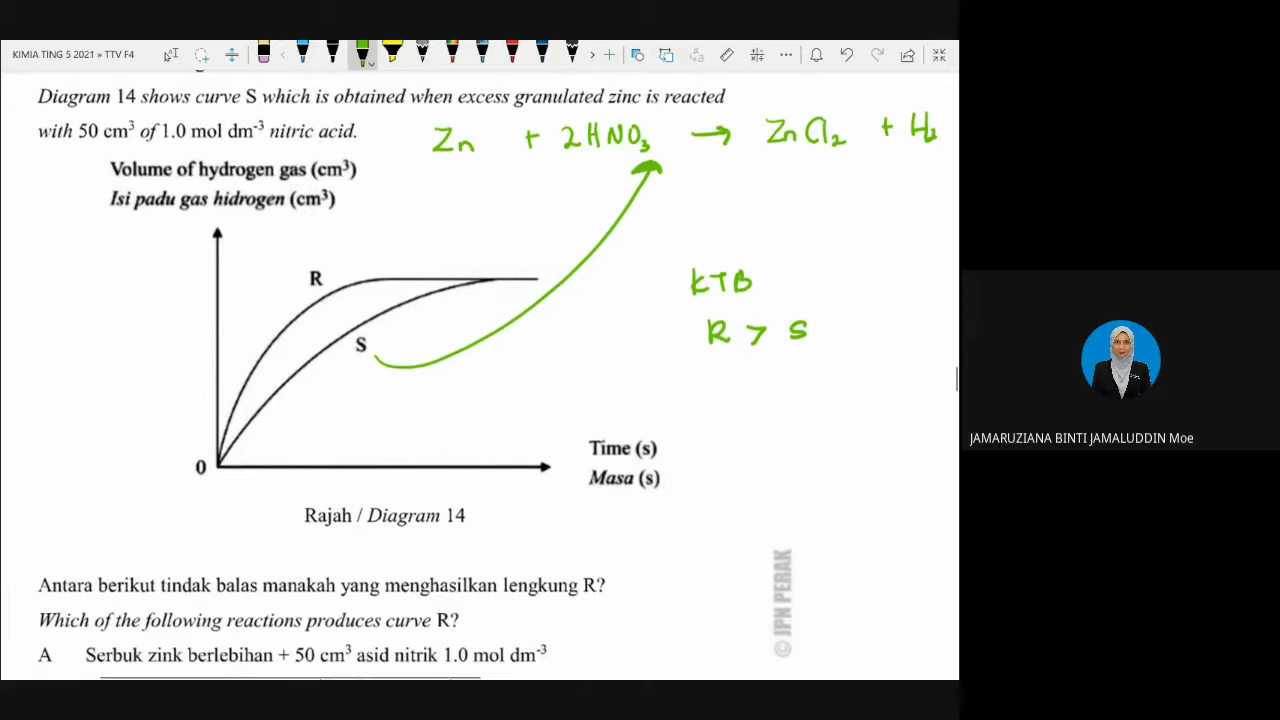 KIMIA TING 5 2021 » TTV F4
Diagram 14 shows curve S which is obtained when excess granulated zinc is reacted
with 50 cm³ of 1.0 mol dm⁻³ nitric acid.
Zn + 2HNO₃ → ZnCl₂ + H₂
Volume of hydrogen gas (cm³)
Isi padu gas hidrogen (cm³)
R
KTB
R > S
S
Time (s)
0
Masa (s)
Rajah / Diagram 14
JAMARUZIANA BINTI JAMALUDDIN Moe
Antara berikut tindak balas manakah yang menghasilkan lengkung R?
Which of the following reactions produces curve R?
A Serbuk zink berlebihan + 50 cm³ asid nitrik 1.0 mol dm⁻³
© JPN PERAK